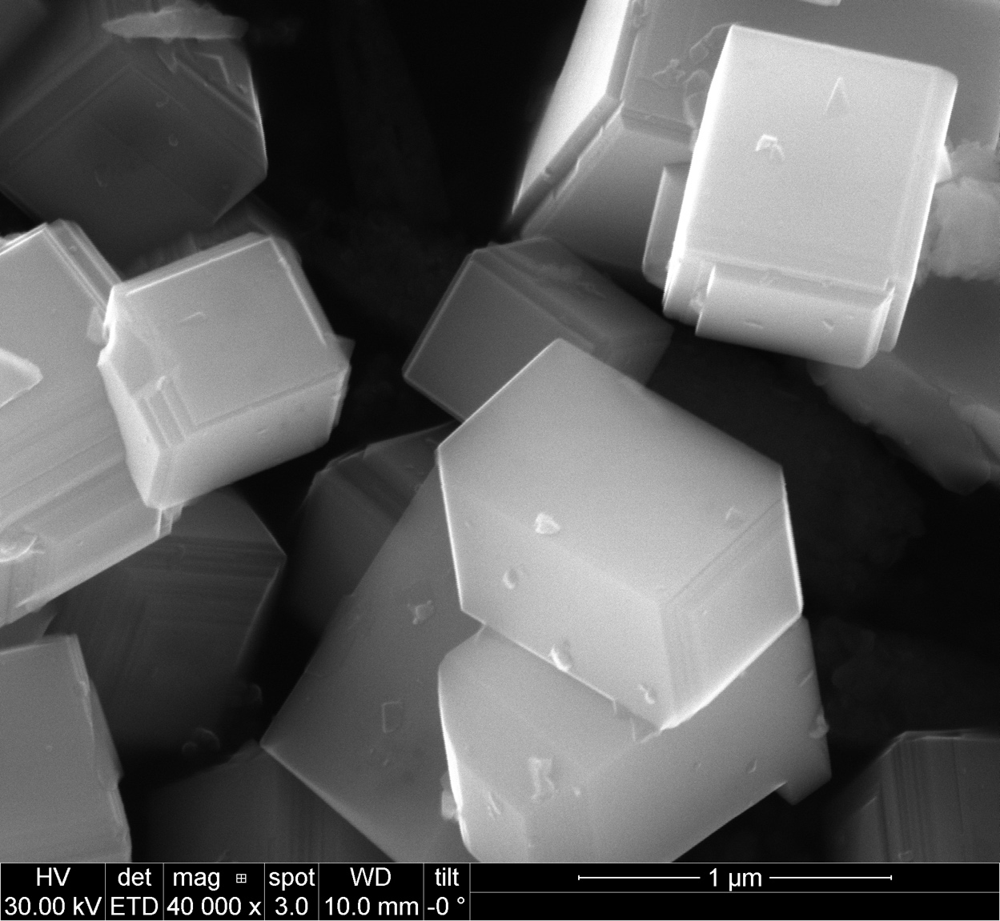 HV det mag ⊞ spot WD tilt
30.00 kV ETD 40 000 x 3.0 10.0 mm -0 ° 1 µm